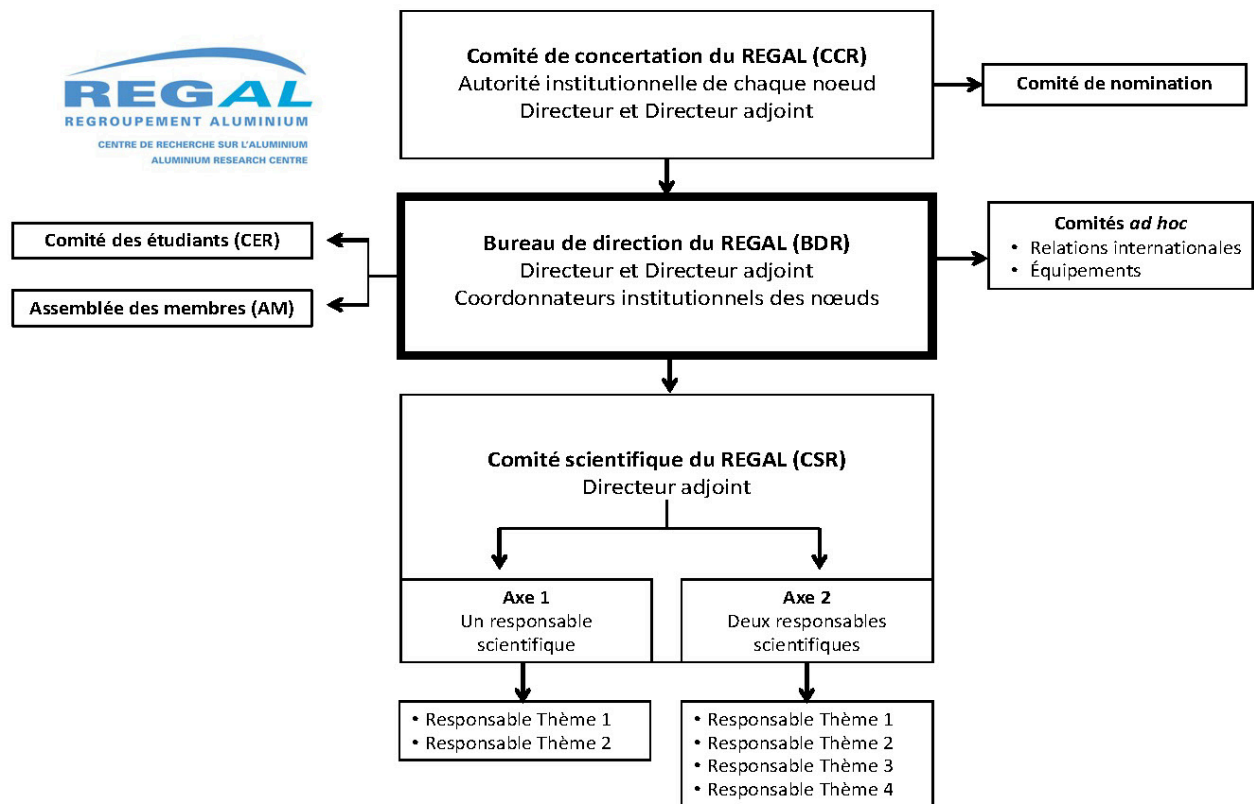 REGAL
REGROUPEMENT ALUMINIUM
CENTRE DE RECHERCHE SUR L'ALUMINIUM
ALUMINIUM RESEARCH CENTRE
Comité de concertation du REGAL (CCR)
Autorité institutionnelle de chaque noeud
Directeur et Directeur adjoint
Comité de nomination
Comité des étudiants (CER)
Assemblée des membres (AM)
Bureau de direction du REGAL (BDR)
Directeur et Directeur adjoint
Coordonnateurs institutionnels des nœuds
Comités ad hoc
• Relations internationales
• Équipements
Comité scientifique du REGAL (CSR)
Directeur adjoint
Axe 1
Un responsable
scientifique
Axe 2
Deux responsables
scientifiques
• Responsable Thème 1
• Responsable Thème 2
• Responsable Thème 1
• Responsable Thème 2
• Responsable Thème 3
• Responsable Thème 4